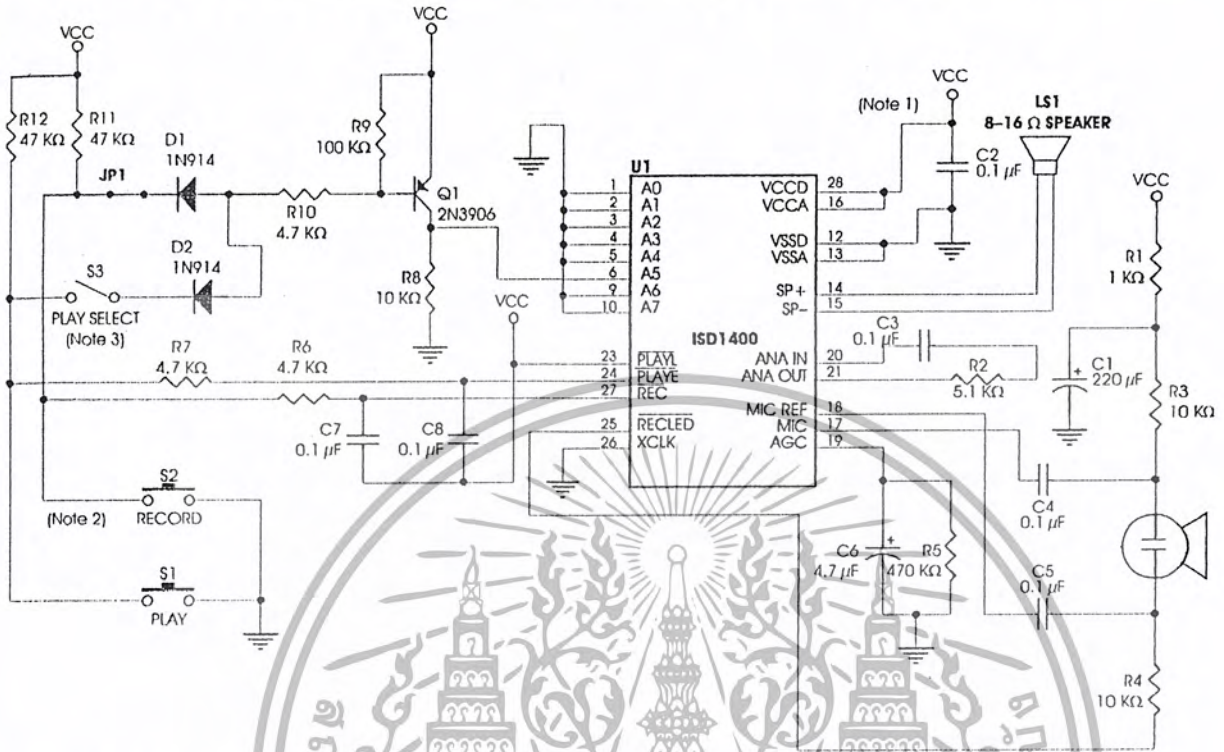 VCC
R12
47 KΩ
R11
47 KΩ
JP1
D1
1N914
D2
1N914
S3
PLAY SELECT
(Note 3)
R10
4.7 KΩ
VCC
R9
100 KΩ
Q1
2N3906
R8
10 KΩ
VCC
R7
4.7 KΩ
R6
4.7 KΩ
C7
0.1 μF
C8
0.1 μF
(Note 2)
S2
RECORD
S1
PLAY
U1
ISD1400
1 A0
2 A1
3 A2
4 A3
5 A4
6 A5
9 A6
10 A7
23 PLAYL
24 PLAYE
27 REC
25 RECLED
26 XCLK
VCCD 28
VCCA 16
VSSD 12
VSSA 13
SP+ 14
SP− 15
ANA IN 20
ANA OUT 21
MIC REF 18
MIC 17
AGC 19
(Note 1)
VCC
C2
0.1 μF
LS1
8–16 Ω SPEAKER
C3
0.1 μF
R2
5.1 KΩ
VCC
R1
1 KΩ
C1
220 μF
+
R3
10 KΩ
C4
0.1 μF
C5
0.1 μF
C6
4.7 μF
+
R5
470 KΩ
R4
10 KΩ